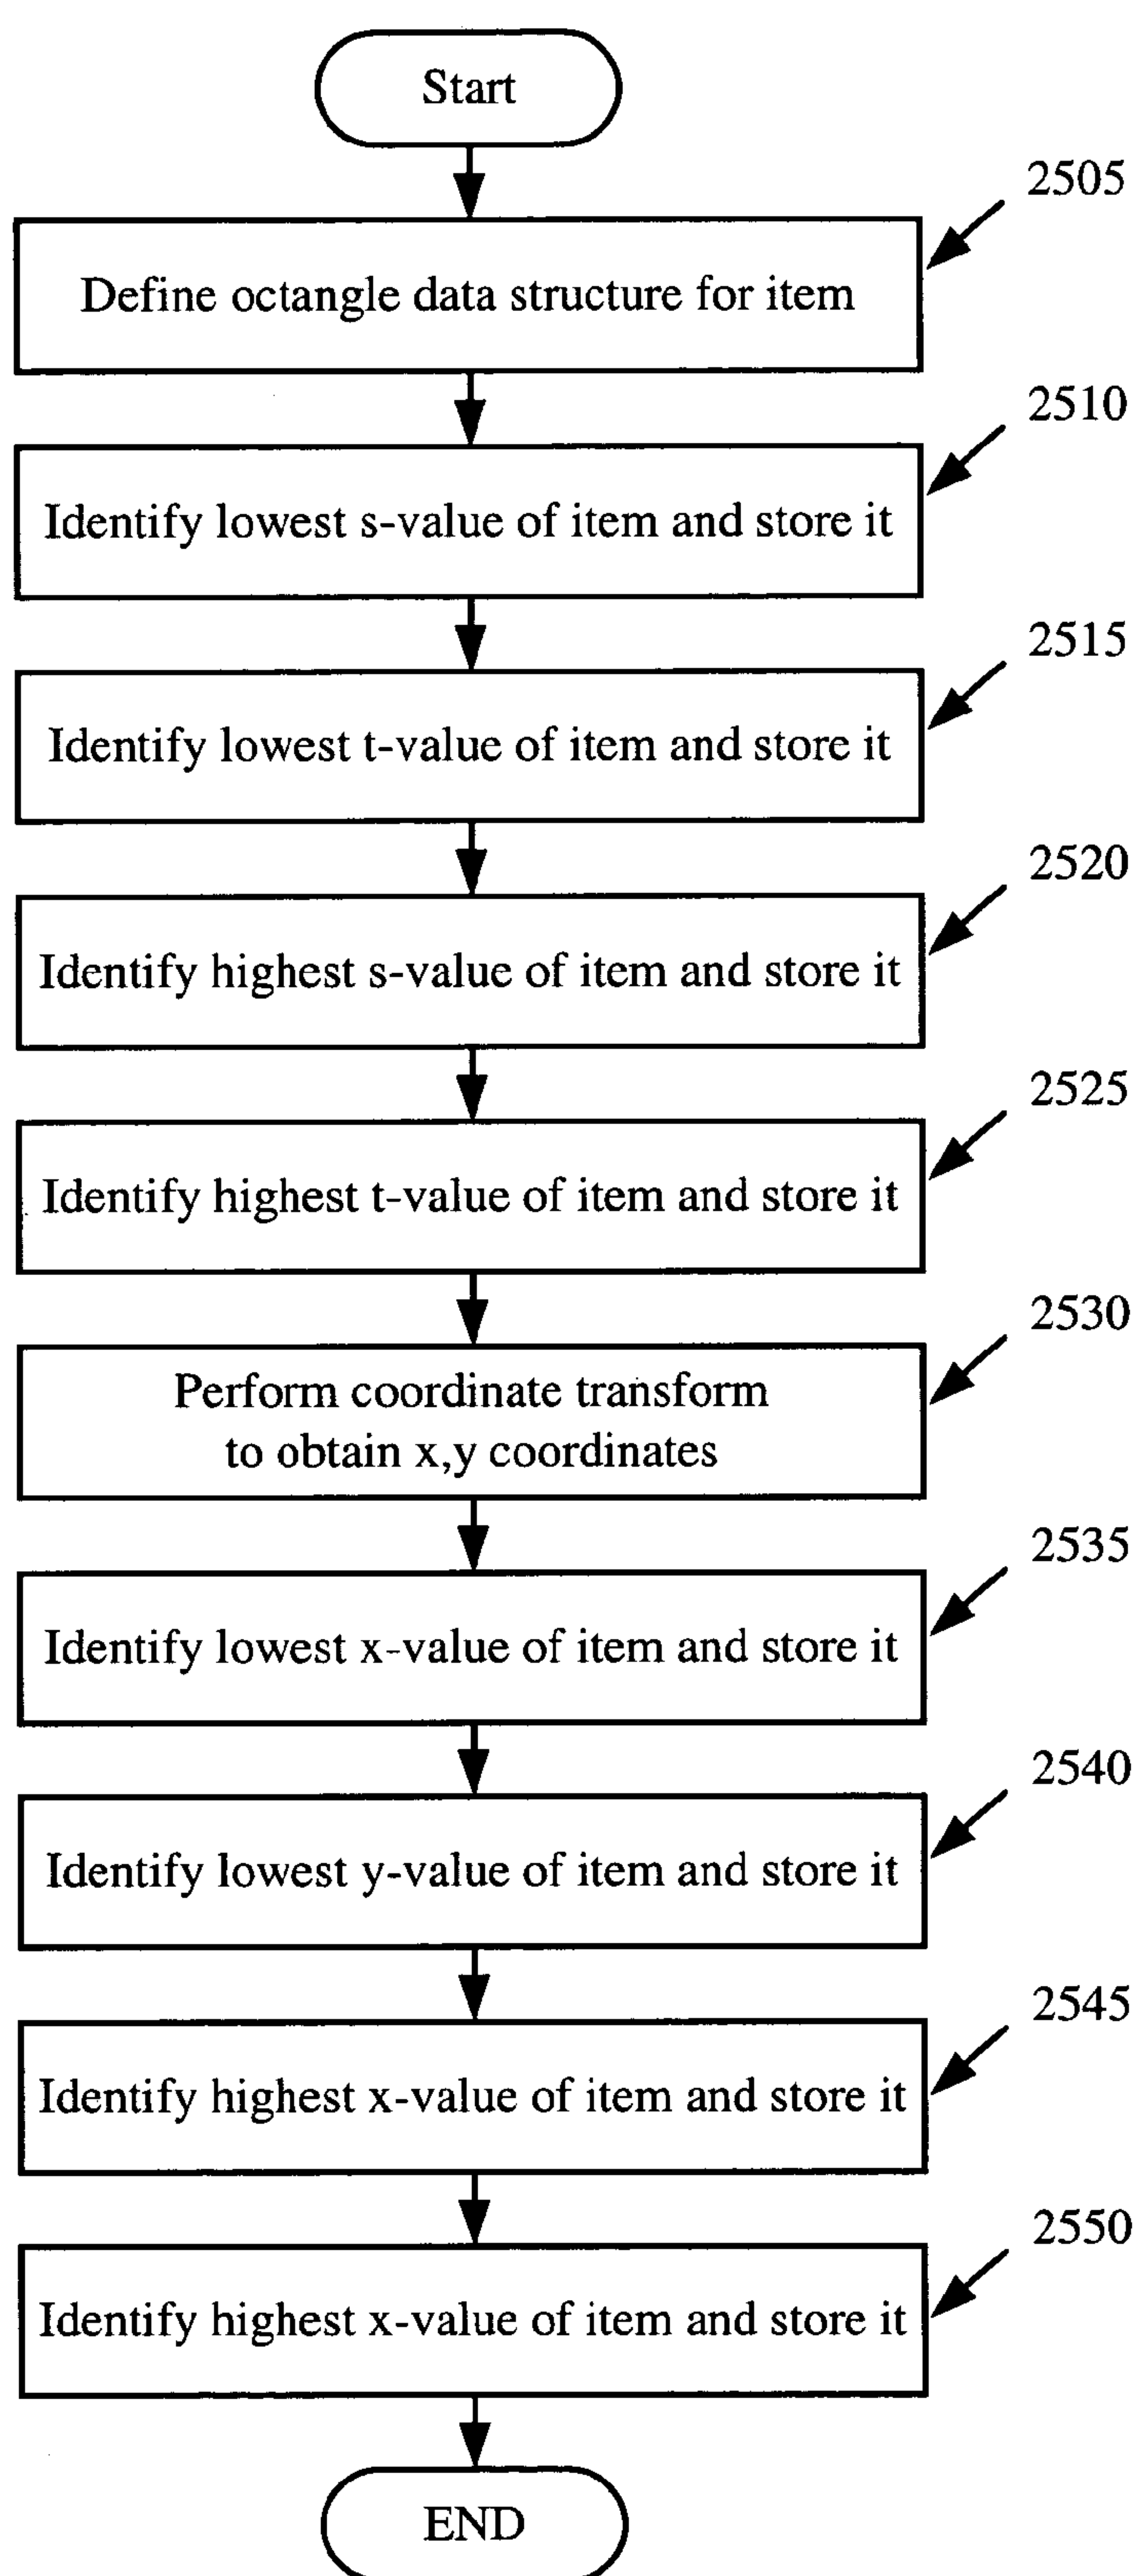 Start
2505
Define octangle data structure for item
2510
Identify lowest s-value of item and store it
2515
Identify lowest t-value of item and store it
2520
Identify highest s-value of item and store it
2525
Identify highest t-value of item and store it
2530
Perform coordinate transform
to obtain x,y coordinates
2535
Identify lowest x-value of item and store it
2540
Identify lowest y-value of item and store it
2545
Identify highest x-value of item and store it
2550
Identify highest x-value of item and store it
END